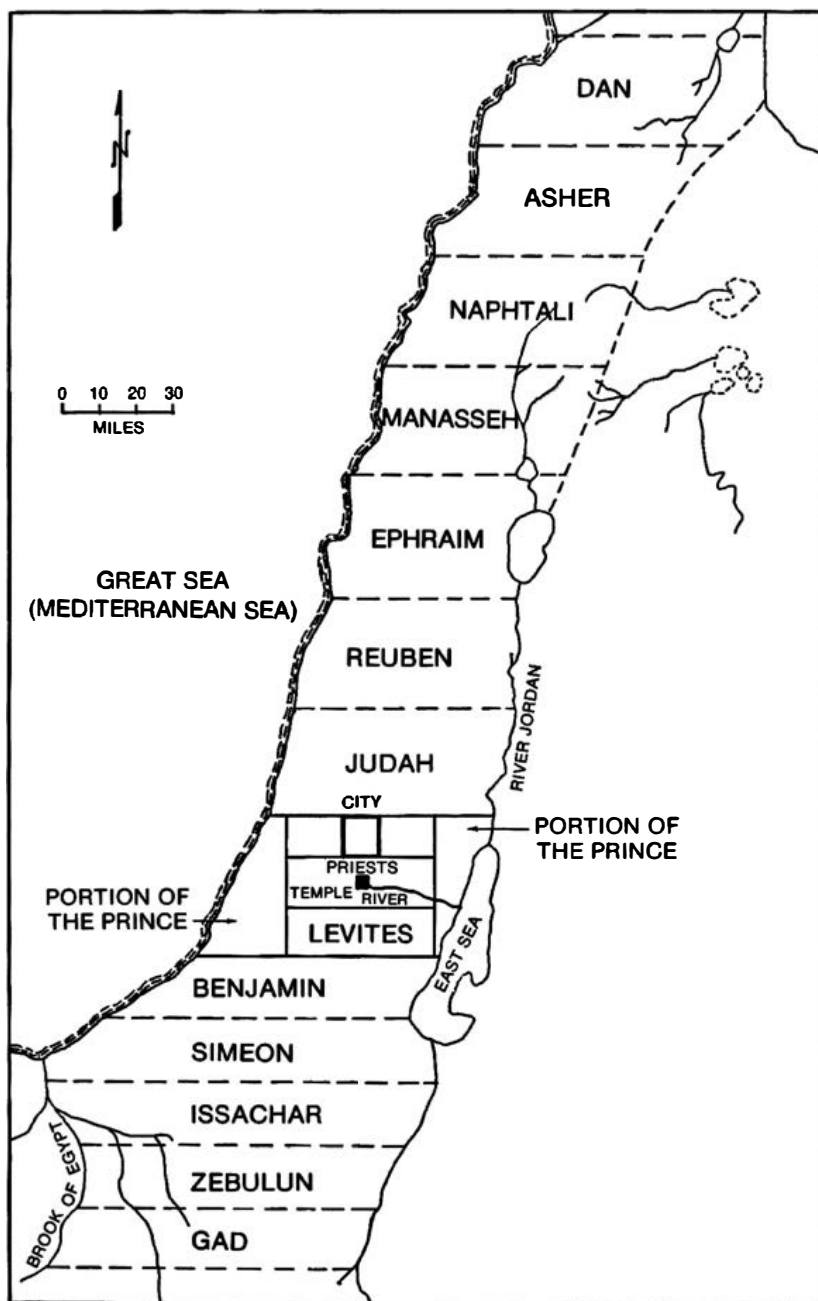 DAN
N
ASHER
NAPHTALI
0 10 20 30
MILES
MANASSEH
EPHRAIM
GREAT SEA
(MEDITERRANEAN SEA)
REUBEN
RIVER JORDAN
JUDAH
CITY
PORTION OF
THE PRINCE
PRIESTS
TEMPLE RIVER
PORTION OF
THE PRINCE
LEVITES
EAST SEA
BENJAMIN
SIMEON
ISSACHAR
ZEBULUN
BROOK OF EGYPT
GAD